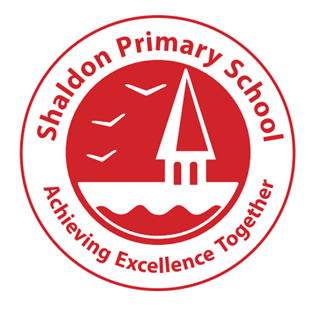 Shaldon Primary School
Achieving Excellence Together